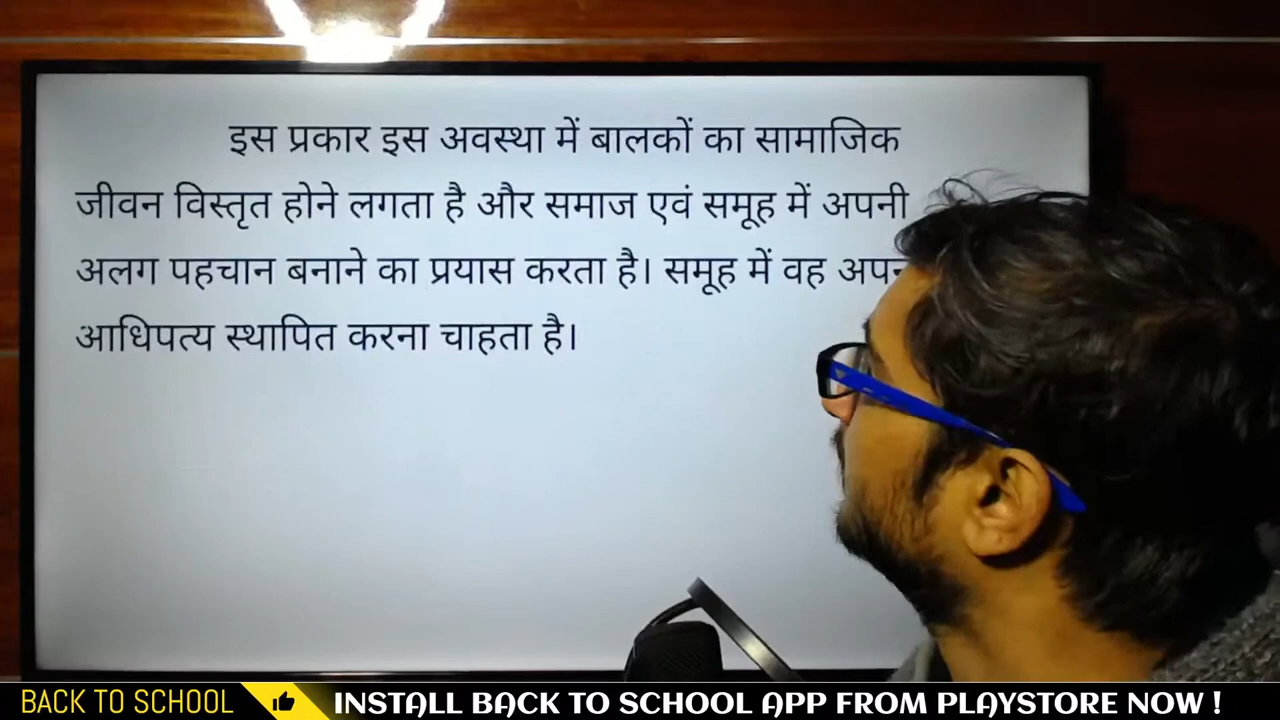 इस प्रकार इस अवस्था में बालकों का सामाजिक
जीवन विस्तृत होने लगता है और समाज एवं समूह में अपनी
अलग पहचान बनाने का प्रयास करता है। समूह में वह
आधिपत्य स्थापित करना चाहता है।
BACK TO SCHOOL
INSTALL BACK TO SCHOOL APP FROM PLAYSTORE NOW !